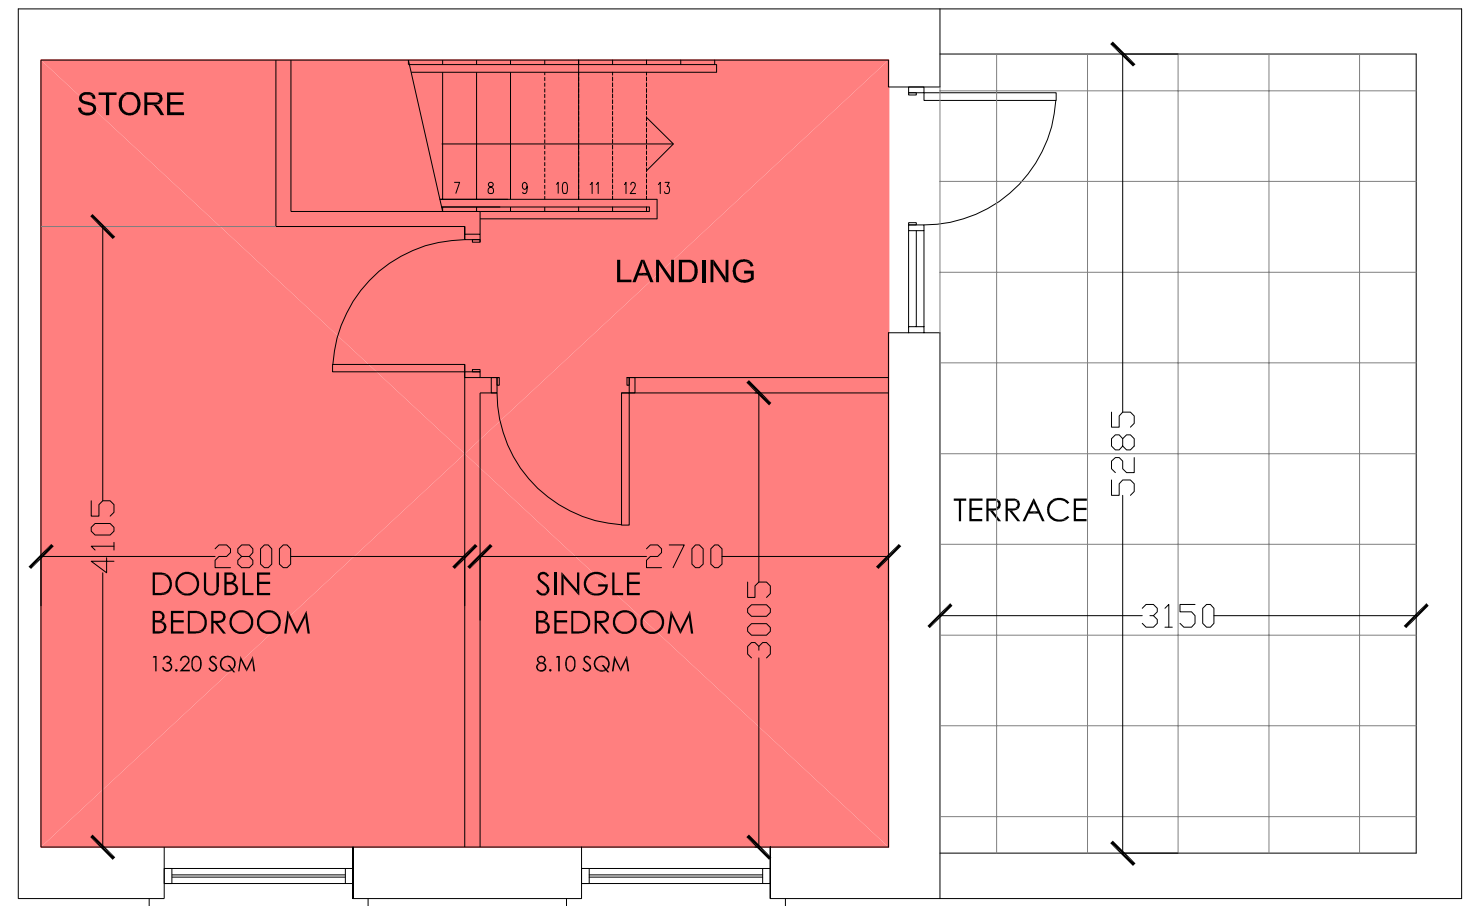 STORE
7 8 9 10 11 12 13
LANDING
5285
TERRACE
4105
2800
2700
DOUBLE
BEDROOM
13.20 SQM
SINGLE
BEDROOM
8.10 SQM
3005
3150